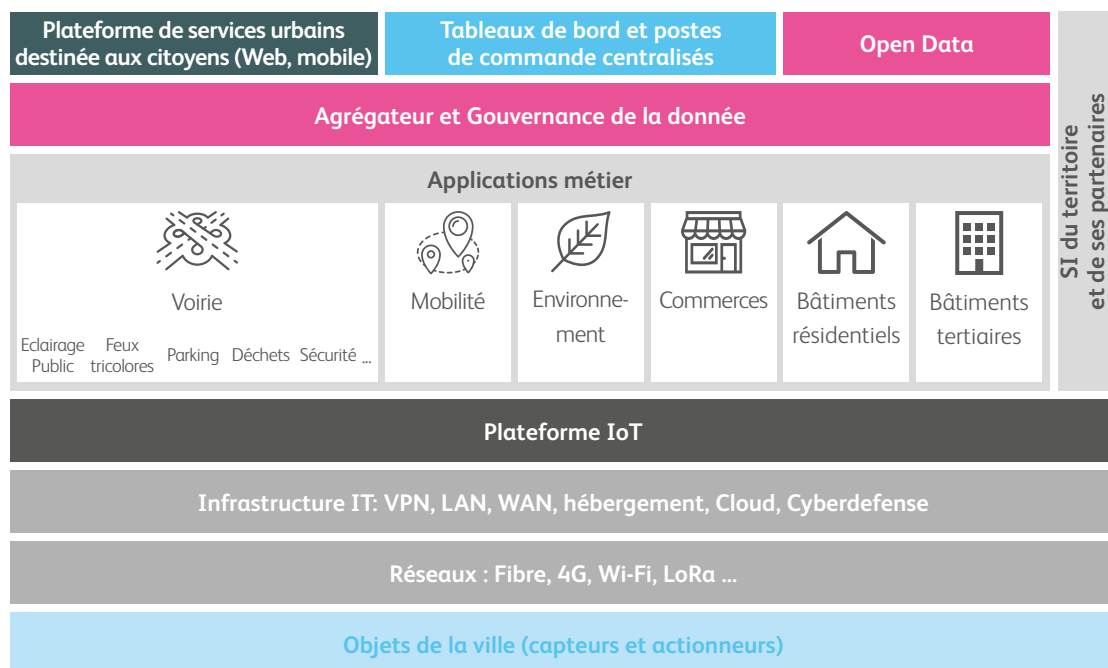 Plateforme de services urbains
destinée aux citoyens (Web, mobile)
Tableaux de bord et postes
de commande centralisés
Open Data
SI du territoire
et de ses partenaires
Agrégateur et Gouvernance de la donnée
Applications métier
Voirie
Eclairage
Public
Feux
tricolores
Parking
Déchets
Sécurité ...
Mobilité
Environne-
ment
Commerces
Bâtiments
résidentiels
Bâtiments
tertiaires
Plateforme IoT
Infrastructure IT: VPN, LAN, WAN, hébergement, Cloud, Cyberdefense
Réseaux : Fibre, 4G, Wi-Fi, LoRa ...
Objets de la ville (capteurs et actionneurs)